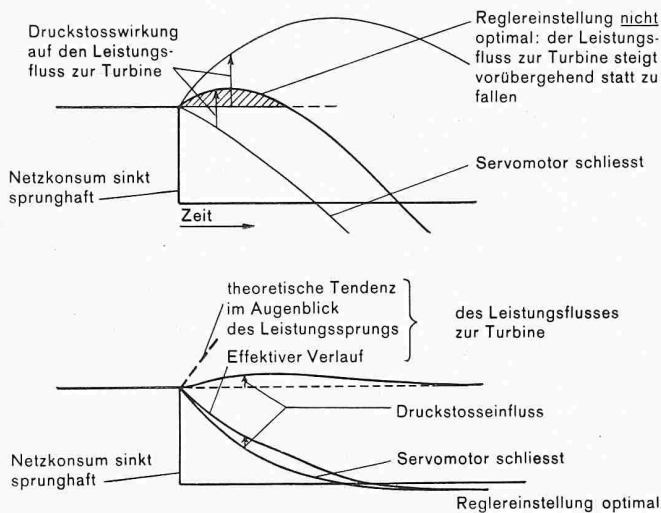 Druckstosswirkung
auf den Leistungs-
fluss zur Turbine
Reglereinstellung nicht
optimal: der Leistungs-
fluss zur Turbine steigt
vorübergehend statt zu
fallen
Servomotor schliesst
Netzkonsum sinkt
sprunghaft
Zeit
theoretische Tendenz
im Augenblick
des Leistungssprungs
Effektiver Verlauf
des Leistungsflusses
zur Turbine
Druckstosseinfluss
Netzkonsum sinkt
sprunghaft
Servomotor schliesst
Reglereinstellung optimal